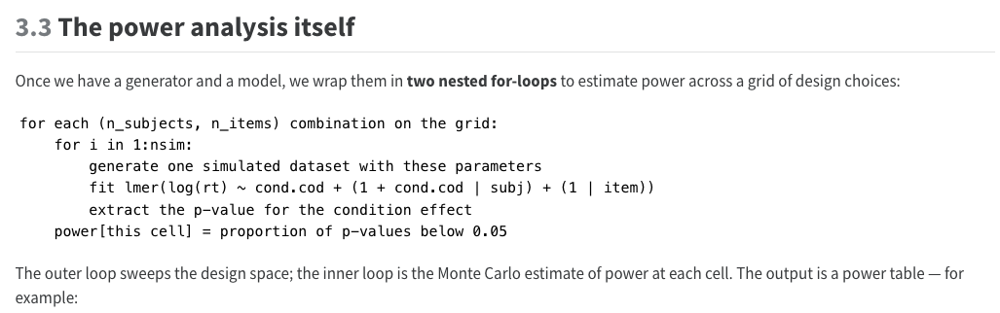 3.3 The power analysis itself
Once we have a generator and a model, we wrap them in two nested for-loops to estimate power across a grid of design choices:
for each (n_subjects, n_items) combination on the grid:
    for i in 1:nsim:
        generate one simulated dataset with these parameters
        fit lmer(log(rt) ~ cond.cod + (1 + cond.cod | subj) + (1 | item))
        extract the p-value for the condition effect
    power[this cell] = proportion of p-values below 0.05
The outer loop sweeps the design space; the inner loop is the Monte Carlo estimate of power at each cell. The output is a power table — for
example: